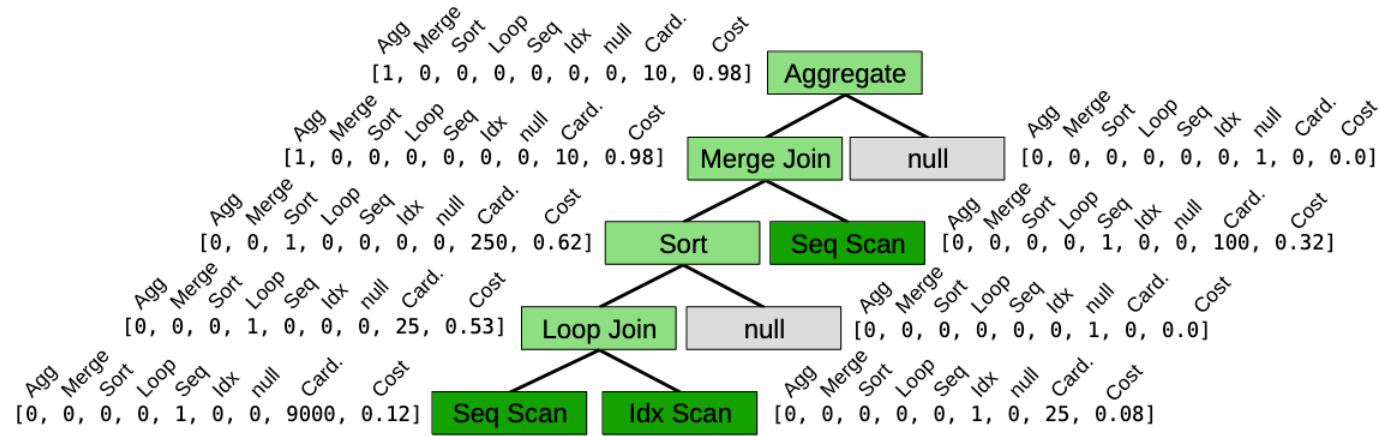 Agg Merge Sort Loop Seq Idx null Card. Cost
[1, 0, 0, 0, 0, 0, 0, 10, 0.98] Aggregate
Agg Merge Sort Loop Seq Idx null Card. Cost
[1, 0, 0, 0, 0, 0, 0, 10, 0.98] Merge Join
null
Agg Merge Sort Loop Seq Idx null Card. Cost
[0, 0, 0, 0, 0, 0, 1, 0, 0.0]
Agg Merge Sort Loop Seq Idx null Card. Cost
[0, 0, 1, 0, 0, 0, 0, 250, 0.62] Sort
Seq Scan
Agg Merge Sort Loop Seq Idx null Card. Cost
[0, 0, 0, 0, 1, 0, 0, 100, 0.32]
Agg Merge Sort Loop Seq Idx null Card. Cost
[0, 0, 0, 1, 0, 0, 0, 25, 0.53] Loop Join
null
Agg Merge Sort Loop Seq Idx null Card. Cost
[0, 0, 0, 0, 0, 0, 1, 0, 0.0]
Agg Merge Sort Loop Seq Idx null Card. Cost
[0, 0, 0, 0, 1, 0, 0, 9000, 0.12] Seq Scan
Idx Scan
Agg Merge Sort Loop Seq Idx null Card. Cost
[0, 0, 0, 0, 0, 1, 0, 25, 0.08]